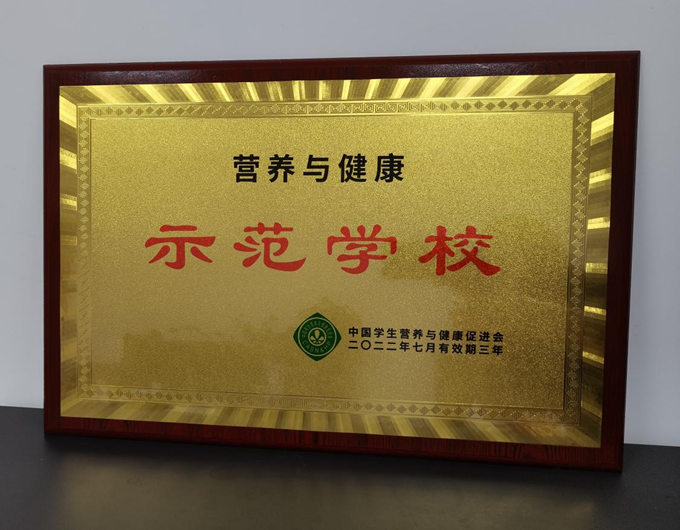 营养与健康
示范学校
中国学生营养与健康促进会
二〇二二年七月有效期三年